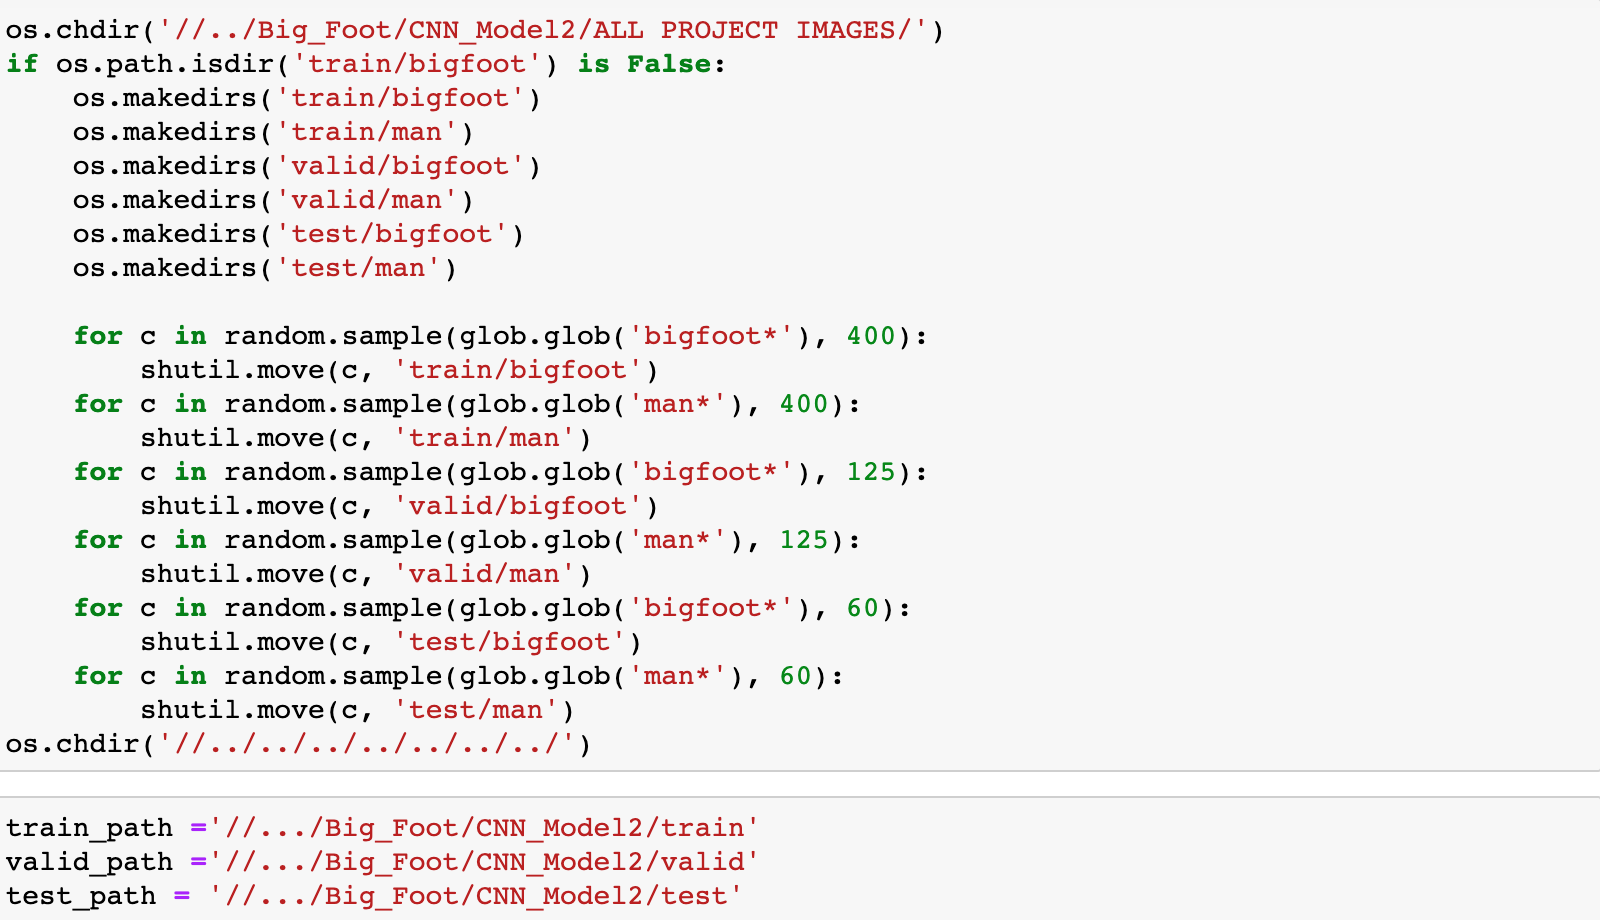 os.chdir('//../Big_Foot/CNN_Model2/ALL PROJECT IMAGES/')
if os.path.isdir('train/bigfoot') is False:
    os.makedirs('train/bigfoot')
    os.makedirs('train/man')
    os.makedirs('valid/bigfoot')
    os.makedirs('valid/man')
    os.makedirs('test/bigfoot')
    os.makedirs('test/man')

    for c in random.sample(glob.glob('bigfoot*'), 400):
        shutil.move(c, 'train/bigfoot')
    for c in random.sample(glob.glob('man*'), 400):
        shutil.move(c, 'train/man')
    for c in random.sample(glob.glob('bigfoot*'), 125):
        shutil.move(c, 'valid/bigfoot')
    for c in random.sample(glob.glob('man*'), 125):
        shutil.move(c, 'valid/man')
    for c in random.sample(glob.glob('bigfoot*'), 60):
        shutil.move(c, 'test/bigfoot')
    for c in random.sample(glob.glob('man*'), 60):
        shutil.move(c, 'test/man')
os.chdir('//../../../../../../../')

train_path ='//.../Big_Foot/CNN_Model2/train'
valid_path ='//.../Big_Foot/CNN_Model2/valid'
test_path = '//.../Big_Foot/CNN_Model2/test'